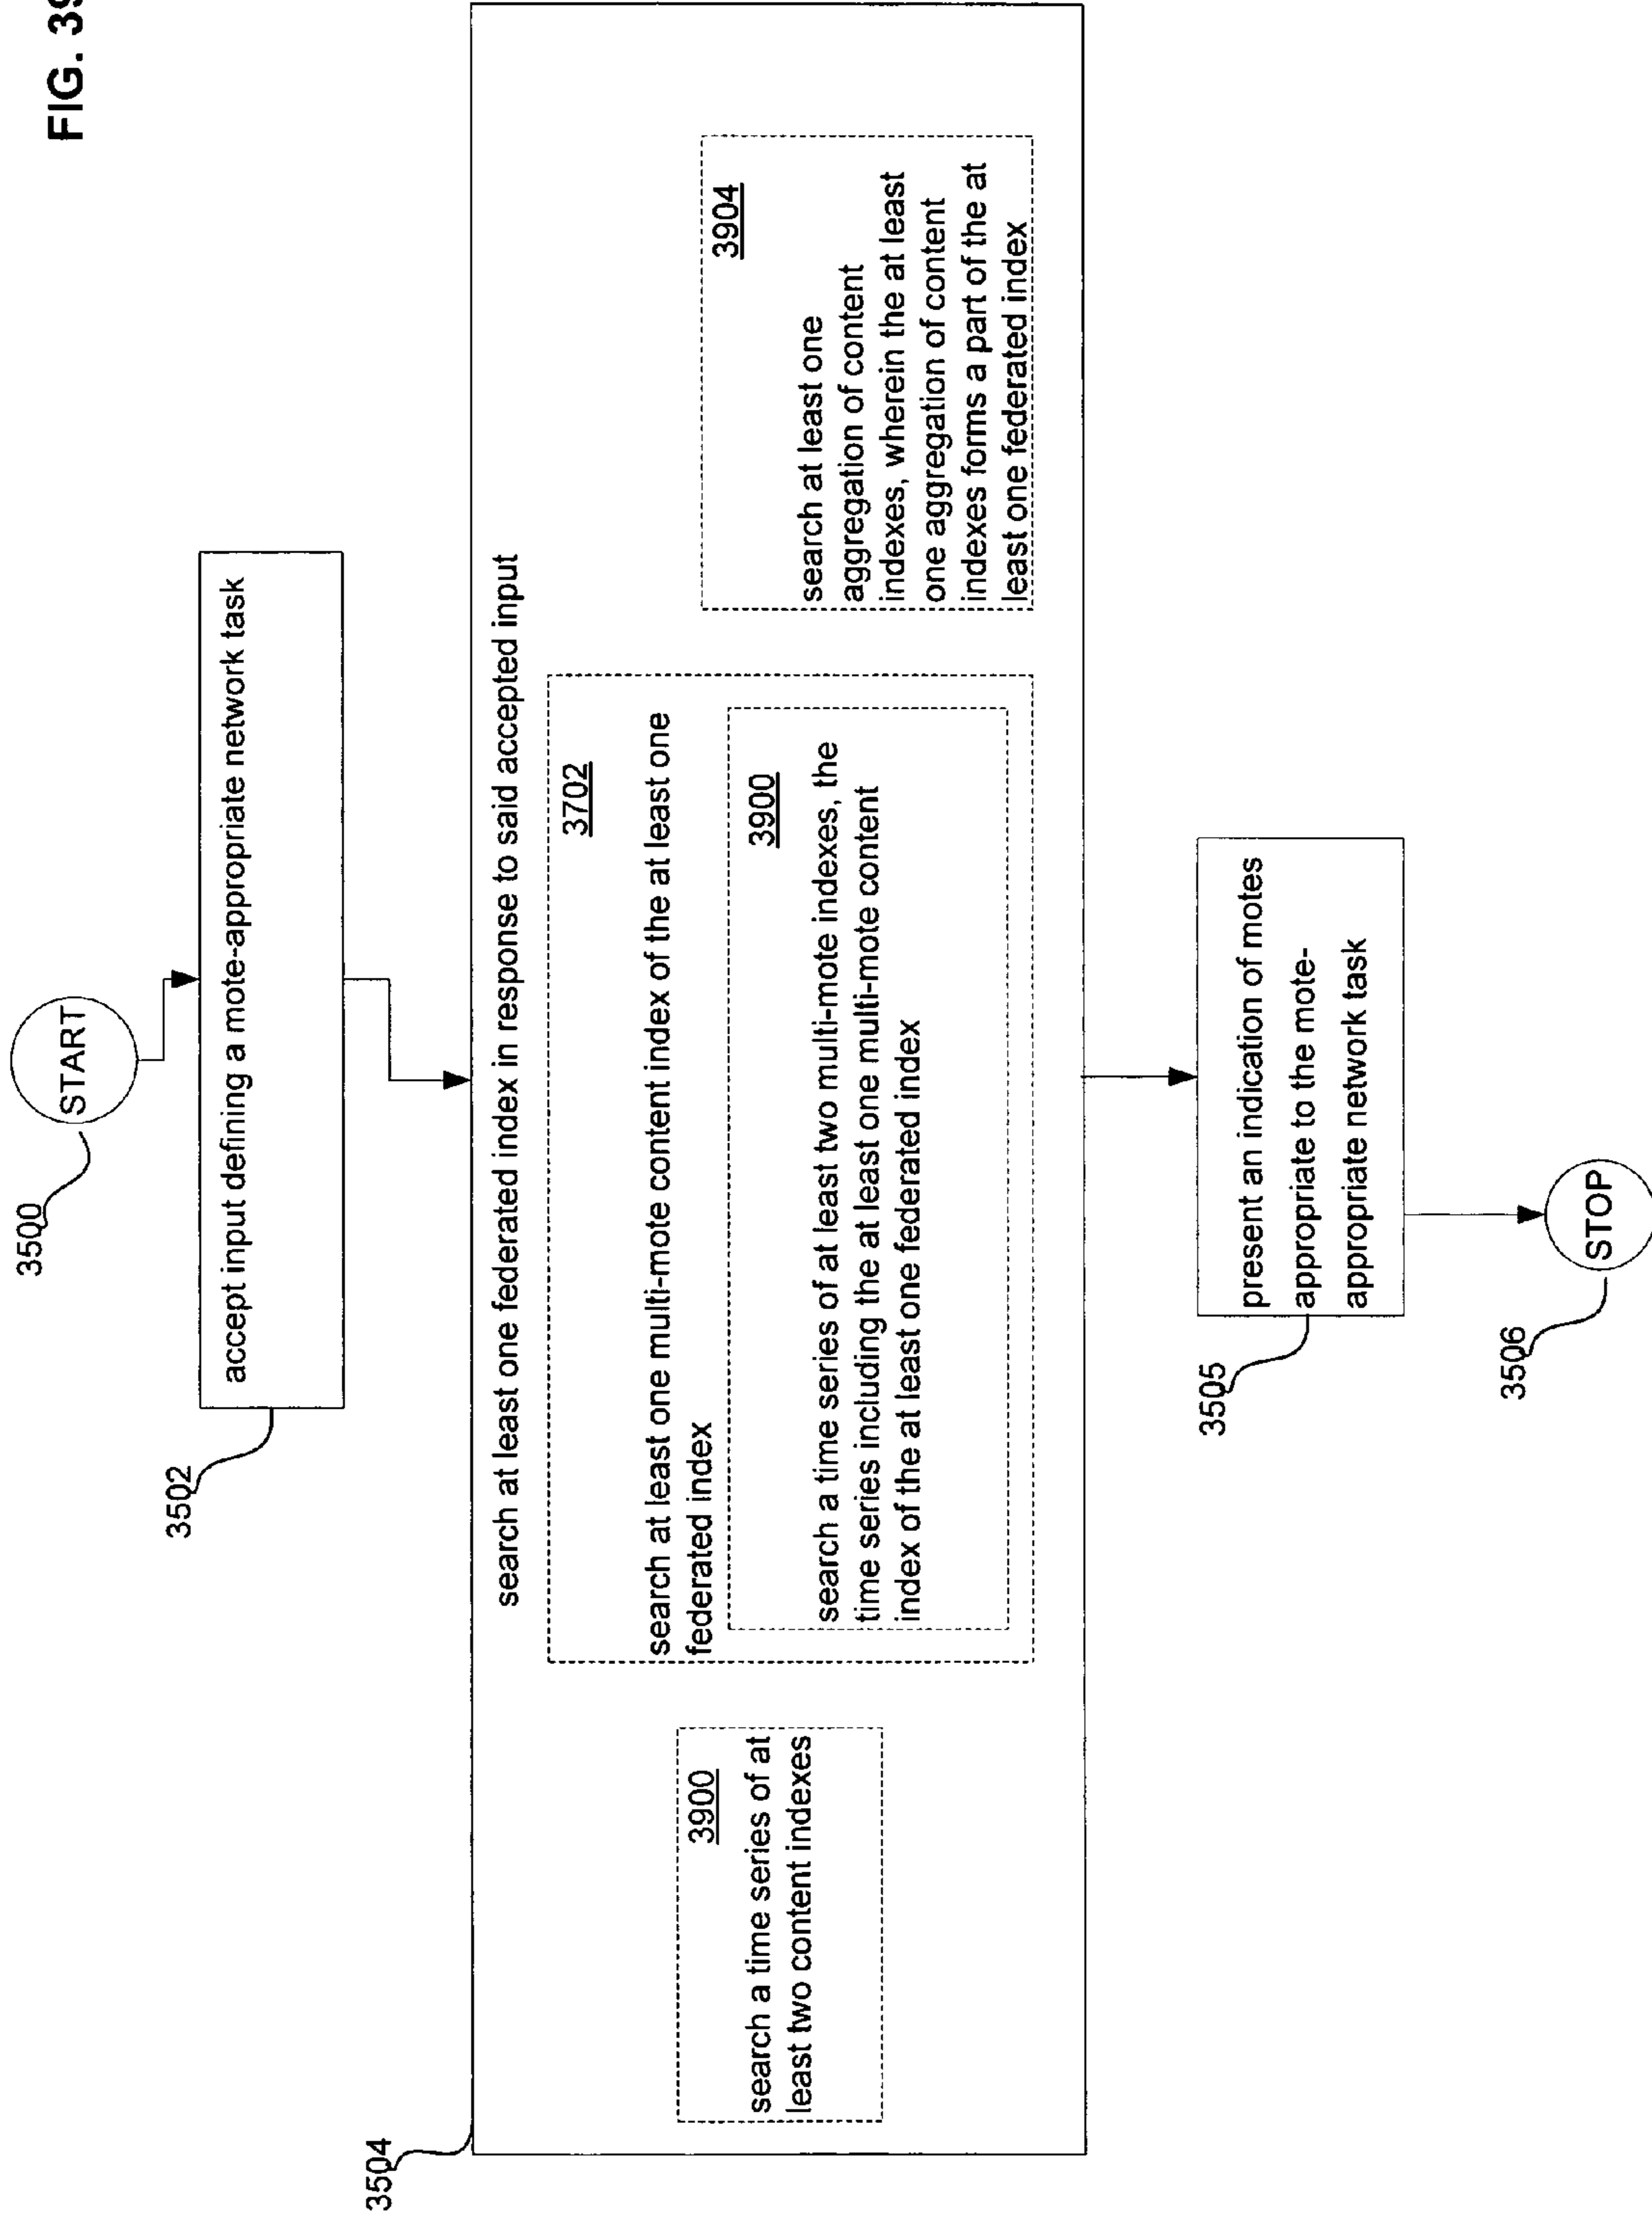 FIG. 39
START
3500
accept input defining a mote-appropriate network task
3502
3504
search at least one federated index in response to said accepted input
3900
search a time series of at
least two content indexes
3702
search at least one multi-mote content index of the at least one
federated index
3900
search a time series of at least two multi-mote indexes, the
time series including the at least one multi-mote content
index of the at least one federated index
3904
search at least one
aggregation of content
indexes, wherein the at least
one aggregation of content
indexes forms a part of the at
least one federated index
3505
present an indication of motes
appropriate to the mote-
appropriate network task
3506
STOP